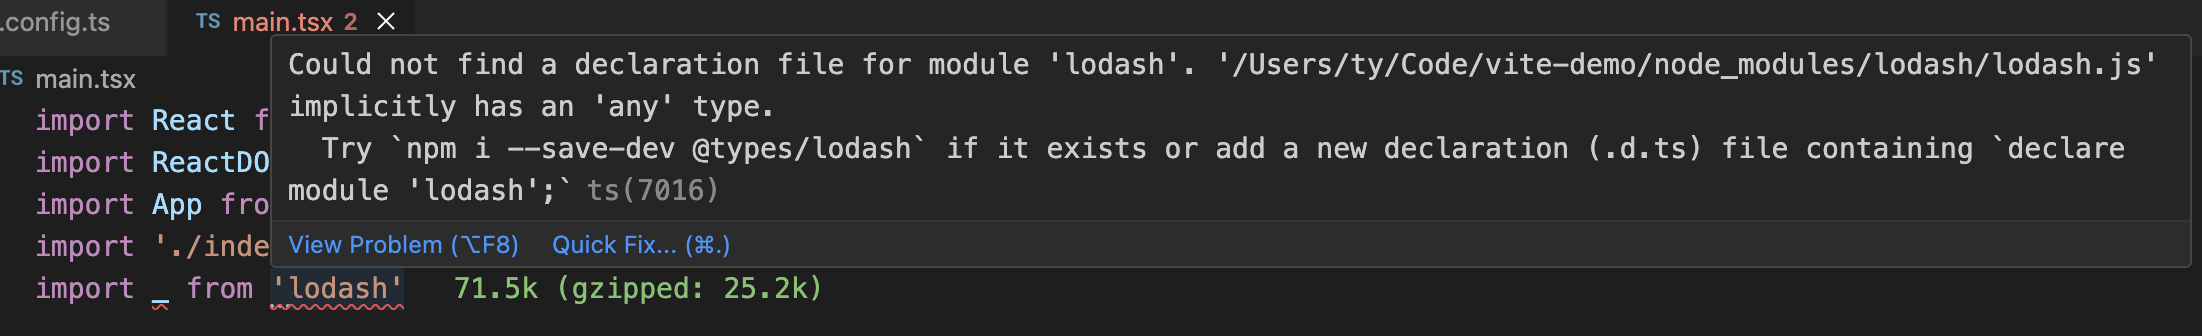 .config.ts
TS main.tsx 2 ×
TS main.tsx
Could not find a declaration file for module 'lodash'. '/Users/ty/Code/vite-demo/node_modules/lodash/lodash.js'
implicitly has an 'any' type.
Try `npm i --save-dev @types/lodash` if it exists or add a new declaration (.d.ts) file containing `declare
module 'lodash';` ts(7016)
View Problem (⌥F8) Quick Fix... (⌘.)
import React f
import ReactDO
import App fro
import './inde
import _ from 'lodash' 71.5k (gzipped: 25.2k)